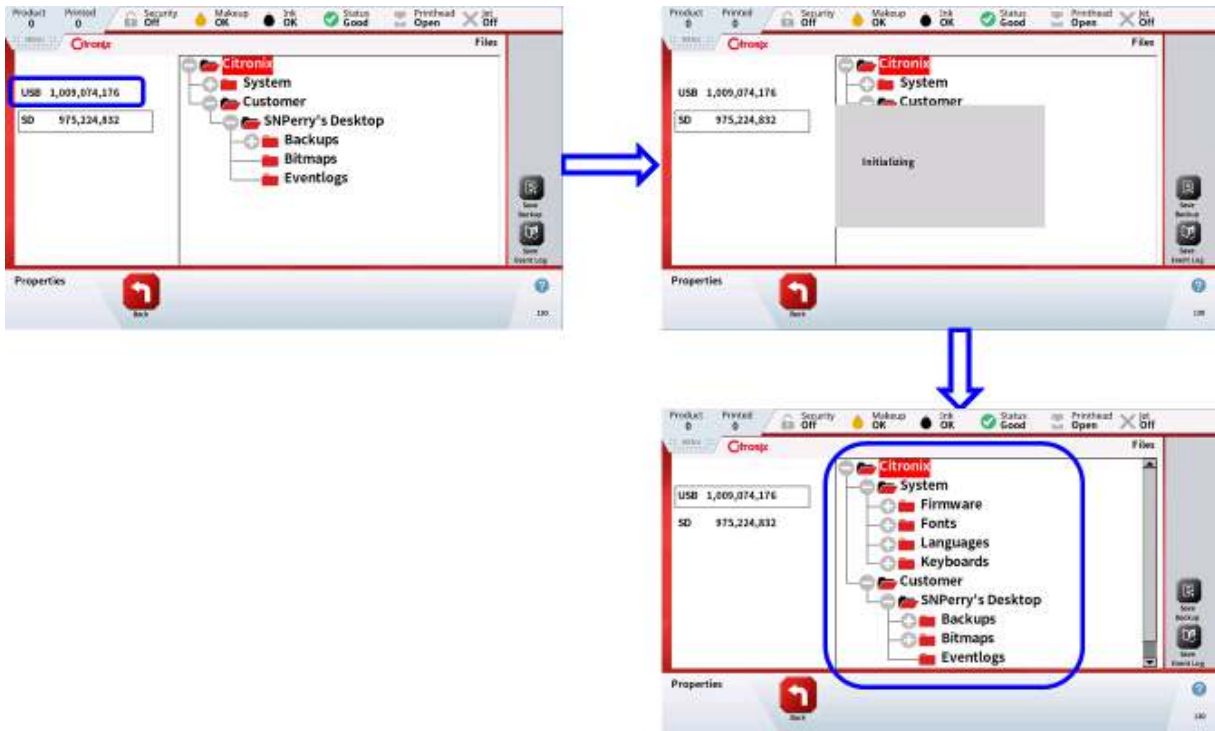 Product Printed Security Makeup Ink Status Printhead Jet
0 0 Off OK OK Good Open Off
Menu Citronix Files
USB 1,009,074,176
SD 975,224,832
Citronix
System
Customer
SNPerry's Desktop
Backups
Bitmaps
Eventlogs
Save
Backup
Save
Event Log
Properties
Back
130
Product Printed Security Makeup Ink Status Printhead Jet
0 0 Off OK OK Good Open Off
Menu Citronix Files
USB 1,009,074,176
SD 975,224,832
Citronix
System
Customer
Initializing
Save
Backup
Save
Event Log
Properties
Back
130
Product Printed Security Makeup Ink Status Printhead Jet
0 0 Off OK OK Good Open Off
Menu Citronix Files
USB 1,009,074,176
SD 975,224,832
Citronix
System
Firmware
Fonts
Languages
Keyboards
Customer
SNPerry's Desktop
Backups
Bitmaps
Eventlogs
Save
Backup
Save
Event Log
Properties
Back
130